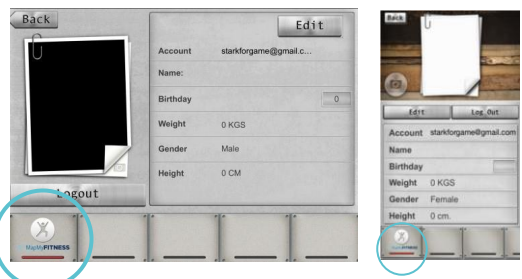 Back
Edit
Account starkforgame@gmail.c...
Name:
Birthday 0
Weight 0 KGS
Gender Male
Height 0 CM
Logout
MapMyFITNESS
Back
Edit Log Out
Account starkforgame@gmail.com
Name
Birthday
Weight 0 KGS
Gender Female
Height 0 cm.
MapMyFITNESS